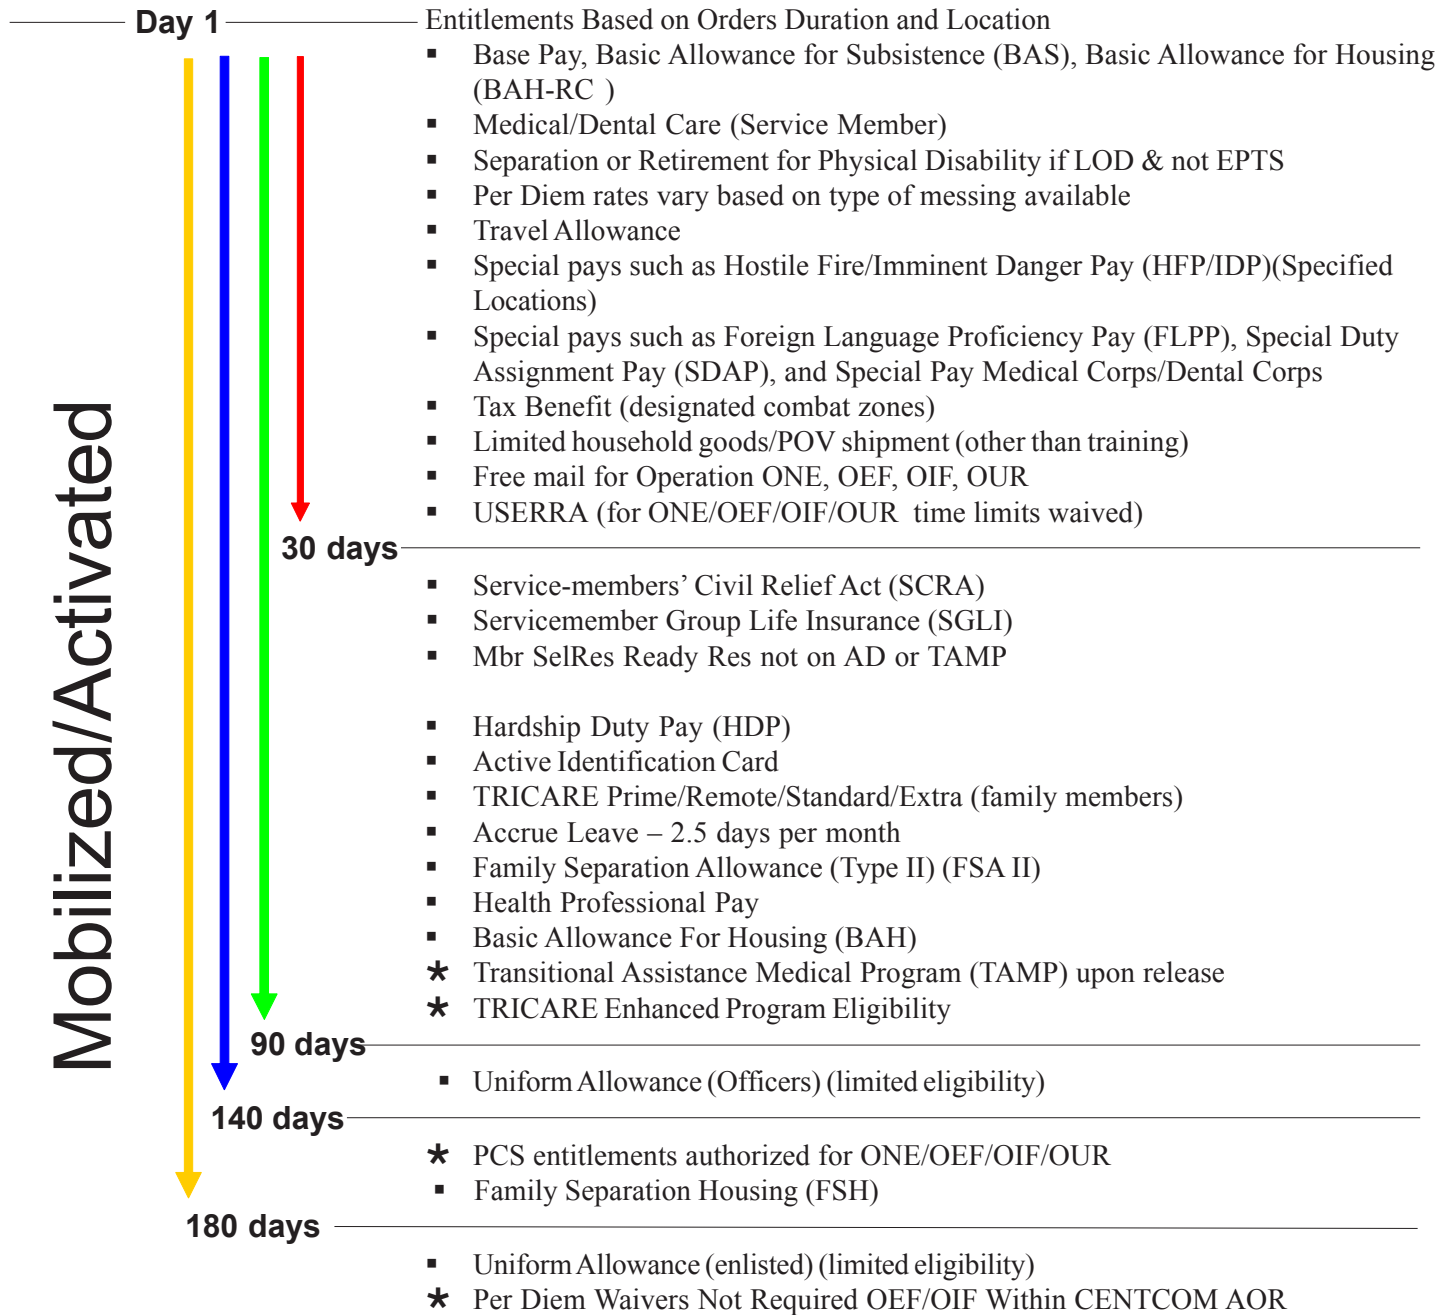 Day 1
Entitlements Based on Orders Duration and Location
▪ Base Pay, Basic Allowance for Subsistence (BAS), Basic Allowance for Housing
(BAH-RC )
▪ Medical/Dental Care (Service Member)
▪ Separation or Retirement for Physical Disability if LOD & not EPTS
▪ Per Diem rates vary based on type of messing available
▪ Travel Allowance
▪ Special pays such as Hostile Fire/Imminent Danger Pay (HFP/IDP)(Specified
Locations)
▪ Special pays such as Foreign Language Proficiency Pay (FLPP), Special Duty
Assignment Pay (SDAP), and Special Pay Medical Corps/Dental Corps
▪ Tax Benefit (designated combat zones)
▪ Limited household goods/POV shipment (other than training)
▪ Free mail for Operation ONE, OEF, OIF, OUR
▪ USERRA (for ONE/OEF/OIF/OUR time limits waived)
Mobilized/Activated
30 days
▪ Service-members’ Civil Relief Act (SCRA)
▪ Servicemember Group Life Insurance (SGLI)
▪ Mbr SelRes Ready Res not on AD or TAMP
▪ Hardship Duty Pay (HDP)
▪ Active Identification Card
▪ TRICARE Prime/Remote/Standard/Extra (family members)
▪ Accrue Leave – 2.5 days per month
▪ Family Separation Allowance (Type II) (FSA II)
▪ Health Professional Pay
▪ Basic Allowance For Housing (BAH)
* Transitional Assistance Medical Program (TAMP) upon release
* TRICARE Enhanced Program Eligibility
90 days
▪ Uniform Allowance (Officers) (limited eligibility)
140 days
* PCS entitlements authorized for ONE/OEF/OIF/OUR
▪ Family Separation Housing (FSH)
180 days
▪ Uniform Allowance (enlisted) (limited eligibility)
* Per Diem Waivers Not Required OEF/OIF Within CENTCOM AOR